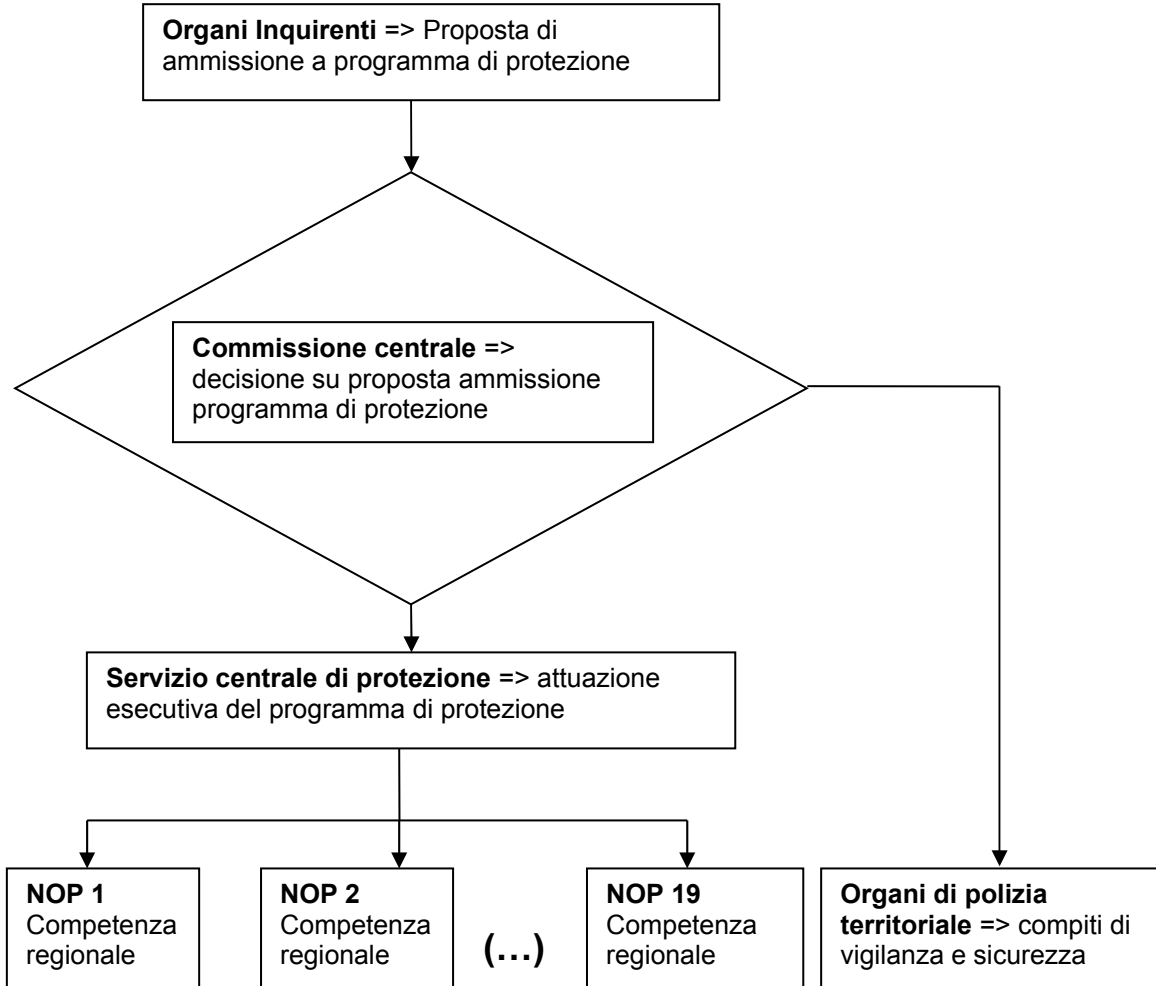 Organi Inquirenti => Proposta di
ammissione a programma di protezione
Commissione centrale =>
decisione su proposta ammissione
programma di protezione
Servizio centrale di protezione => attuazione
esecutiva del programma di protezione
NOP 1
Competenza
regionale
NOP 2
Competenza
regionale
(...)
NOP 19
Competenza
regionale
Organi di polizia
territoriale => compiti di
vigilanza e sicurezza